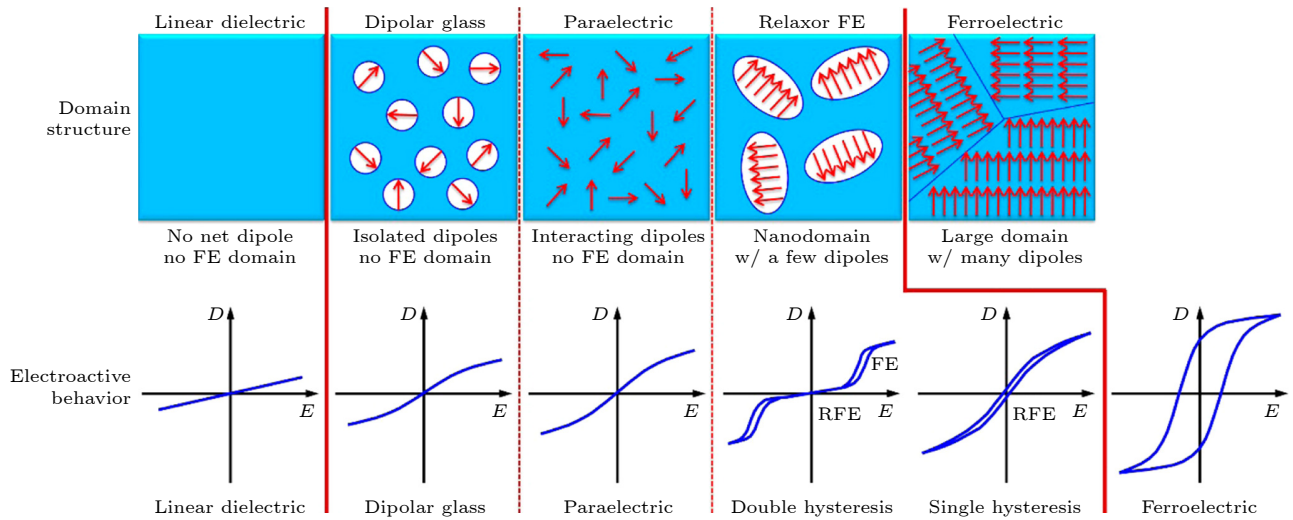 Linear dielectric
Dipolar glass
Paraelectric
Relaxor FE
Ferroelectric
Domain
structure
No net dipole
no FE domain
Isolated dipoles
no FE domain
Interacting dipoles
no FE domain
Nanodomain
w/ a few dipoles
Large domain
w/ many dipoles
Electroactive
behavior
D
E
D
E
D
E
D
FE
RFE
E
D
RFE
E
D
E
Linear dielectric
Dipolar glass
Paraelectric
Double hysteresis
Single hysteresis
Ferroelectric